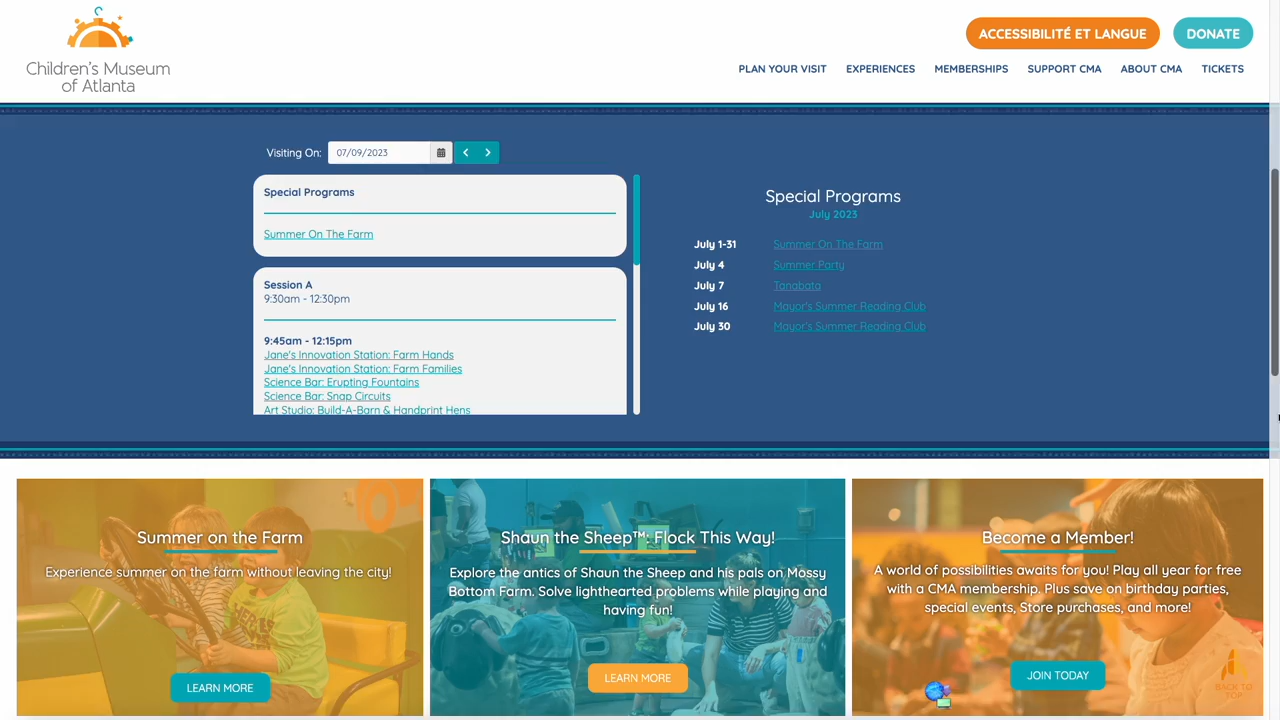 Children's Museum
of Atlanta
ACCESSIBILITÉ ET LANGUE
DONATE
PLAN YOUR VISIT
EXPERIENCES
MEMBERSHIPS
SUPPORT CMA
ABOUT CMA
TICKETS
Visiting On:
07/09/2023
Special Programs
Summer On The Farm
Session A
9:30am - 12:30pm
9:45am - 12:15pm
Jane's Innovation Station: Farm Hands
Jane's Innovation Station: Farm Families
Science Bar: Erupting Fountains
Science Bar: Snap Circuits
Art Studio: Build-A-Barn & Handprint Hens
Special Programs
July 2023
July 1-31 Summer On The Farm
July 4 Summer Party
July 7 Tanabata
July 16 Mayor's Summer Reading Club
July 30 Mayor's Summer Reading Club
Summer on the Farm
Experience summer on the farm without leaving the city!
LEARN MORE
Shaun the Sheep™: Flock This Way!
Explore the antics of Shaun the Sheep and his pals on Mossy
Bottom Farm. Solve lighthearted problems while playing and
having fun!
LEARN MORE
Become a Member!
A world of possibilities awaits for you! Play all year for free
with a CMA membership. Plus save on birthday parties,
special events, Store purchases, and more!
JOIN TODAY
BACK TO
TOP